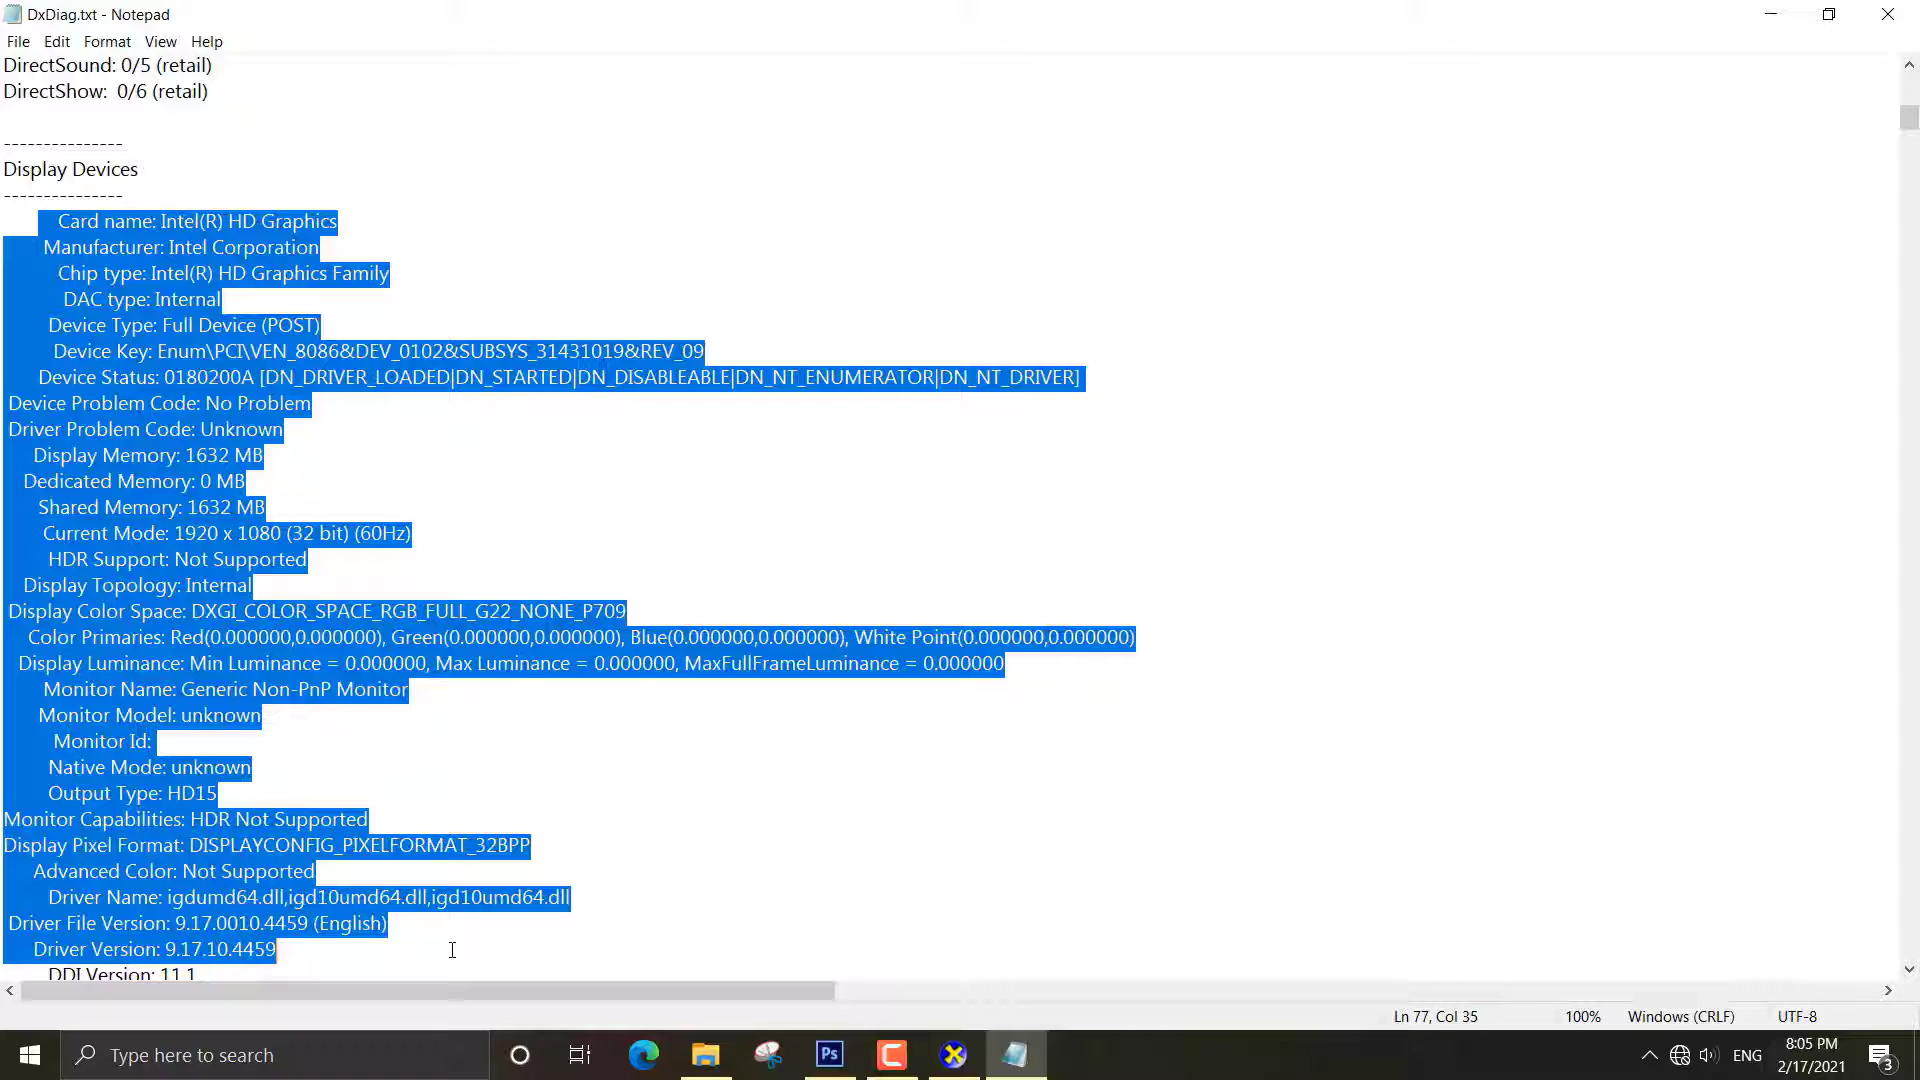 DxDiag.txt - Notepad
File Edit Format View Help
DirectSound: 0/5 (retail)
DirectShow:  0/6 (retail)
---------------
Display Devices
---------------
Card name: Intel(R) HD Graphics
Manufacturer: Intel Corporation
Chip type: Intel(R) HD Graphics Family
DAC type: Internal
Device Type: Full Device (POST)
Device Key: Enum\PCI\VEN_8086&DEV_0102&SUBSYS_31431019&REV_09
Device Status: 0180200A [DN_DRIVER_LOADED|DN_STARTED|DN_DISABLEABLE|DN_NT_ENUMERATOR|DN_NT_DRIVER]
Device Problem Code: No Problem
Driver Problem Code: Unknown
Display Memory: 1632 MB
Dedicated Memory: 0 MB
Shared Memory: 1632 MB
Current Mode: 1920 x 1080 (32 bit) (60Hz)
HDR Support: Not Supported
Display Topology: Internal
Display Color Space: DXGI_COLOR_SPACE_RGB_FULL_G22_NONE_P709
Color Primaries: Red(0.000000,0.000000), Green(0.000000,0.000000), Blue(0.000000,0.000000), White Point(0.000000,0.000000)
Display Luminance: Min Luminance = 0.000000, Max Luminance = 0.000000, MaxFullFrameLuminance = 0.000000
Monitor Name: Generic Non-PnP Monitor
Monitor Model: unknown
Monitor Id:
Native Mode: unknown
Output Type: HD15
Monitor Capabilities: HDR Not Supported
Display Pixel Format: DISPLAYCONFIG_PIXELFORMAT_32BPP
Advanced Color: Not Supported
Driver Name: igdumd64.dll,igd10umd64.dll,igd10umd64.dll
Driver File Version: 9.17.0010.4459 (English)
Driver Version: 9.17.10.4459
DDI Version: 11.1
Ln 77, Col 35 100% Windows (CRLF) UTF-8
Type here to search Ps ENG 8:05 PM
2/17/2021 3